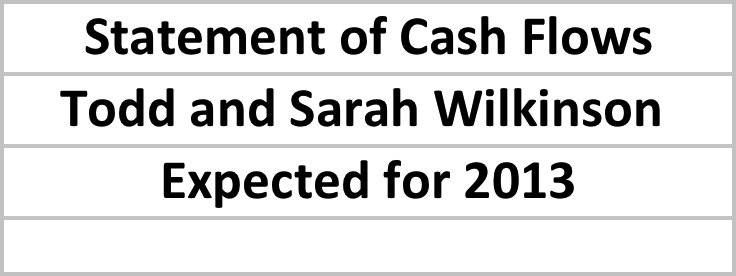 Statement of Cash Flows
Todd and Sarah Wilkinson
Expected for 2013